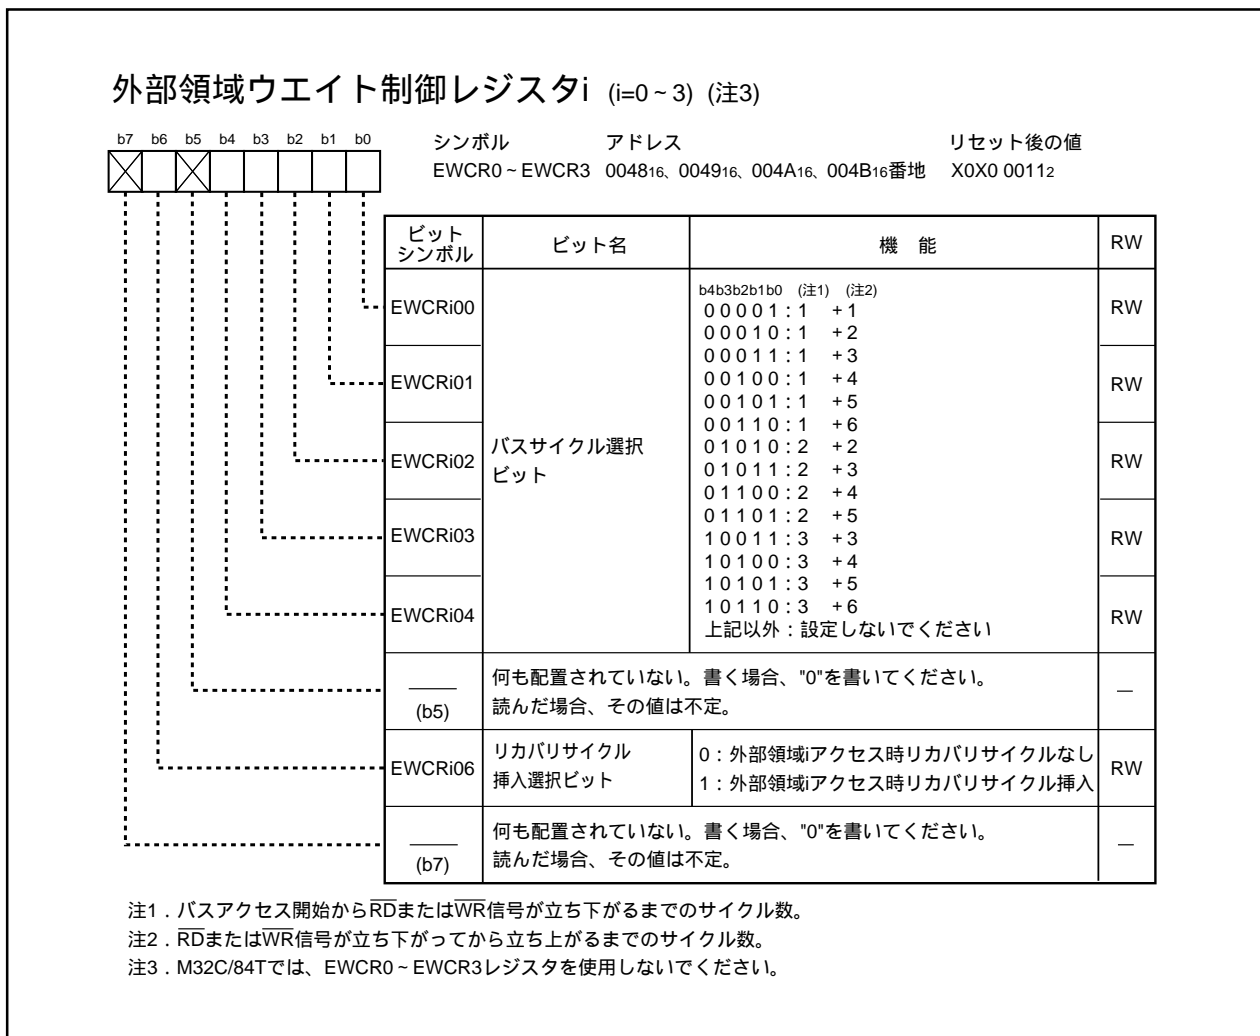 外部領域ウエイト制御レジスタi (i=0~3) (注3)
b7 b6 b5 b4 b3 b2 b1 b0
シンボル アドレス リセット後の値
EWCR0~EWCR3 004816、004916、004A16、004B16番地 X0X0 00112
ビット
シンボル
ビット名
機 能
RW
EWCRi00
EWCRi01
EWCRi02
EWCRi03
EWCRi04
バスサイクル選択
ビット
b4b3b2b1b0 (注1) (注2)
0 0 0 0 1 : 1 + 1
0 0 0 1 0 : 1 + 2
0 0 0 1 1 : 1 + 3
0 0 1 0 0 : 1 + 4
0 0 1 0 1 : 1 + 5
0 0 1 1 0 : 1 + 6
0 1 0 1 0 : 2 + 2
0 1 0 1 1 : 2 + 3
0 1 1 0 0 : 2 + 4
0 1 1 0 1 : 2 + 5
1 0 0 1 1 : 3 + 3
1 0 1 0 0 : 3 + 4
1 0 1 0 1 : 3 + 5
1 0 1 1 0 : 3 + 6
上記以外:設定しないでください
RW
RW
RW
RW
RW
(b5)
何も配置されていない。書く場合、"0"を書いてください。
読んだ場合、その値は不定。
—
EWCRi06
リカバリサイクル
挿入選択ビット
0:外部領域iアクセス時リカバリサイクルなし
1:外部領域iアクセス時リカバリサイクル挿入
RW
(b7)
何も配置されていない。書く場合、"0"を書いてください。
読んだ場合、その値は不定。
—
注1.バスアクセス開始からRDまたはWR信号が立ち下がるまでのサイクル数。
注2.RDまたはWR信号が立ち下がってから立ち上がるまでのサイクル数。
注3.M32C/84Tでは、EWCR0~EWCR3レジスタを使用しないでください。